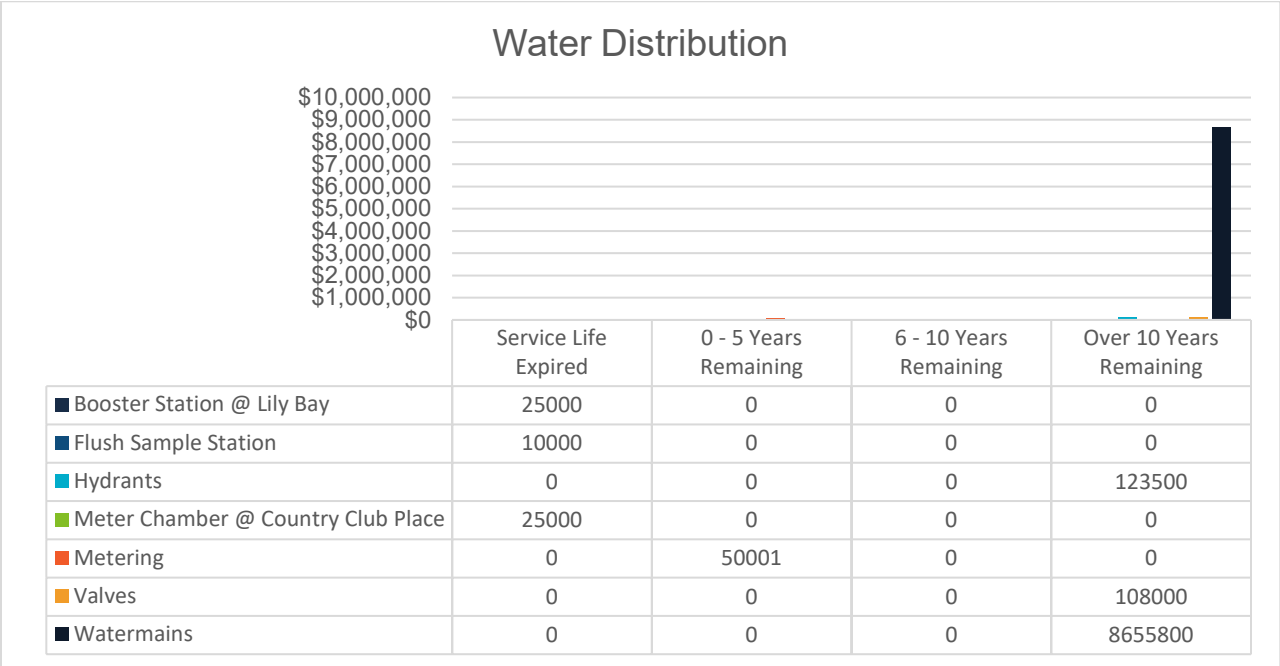 Water Distribution
$10,000,000
$9,000,000
$8,000,000
$7,000,000
$6,000,000
$5,000,000
$4,000,000
$3,000,000
$2,000,000
$1,000,000
$0
Service Life 0 - 5 Years 6 - 10 Years Over 10 Years
Expired Remaining Remaining Remaining
Booster Station @ Lily Bay 25000 0 0 0
Flush Sample Station 10000 0 0 0
Hydrants 0 0 0 123500
Meter Chamber @ Country Club Place 25000 0 0 0
Metering 0 50001 0 0
Valves 0 0 0 108000
Watermains 0 0 0 8655800